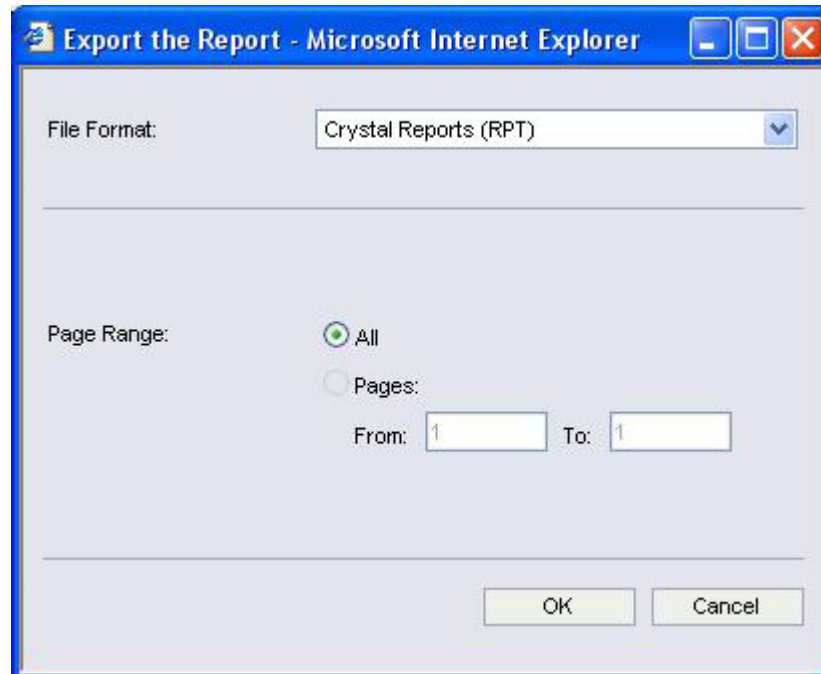 Export the Report - Microsoft Internet Explorer
File Format: Crystal Reports (RPT)
Page Range: All
Pages:
From: 1 To: 1
OK Cancel